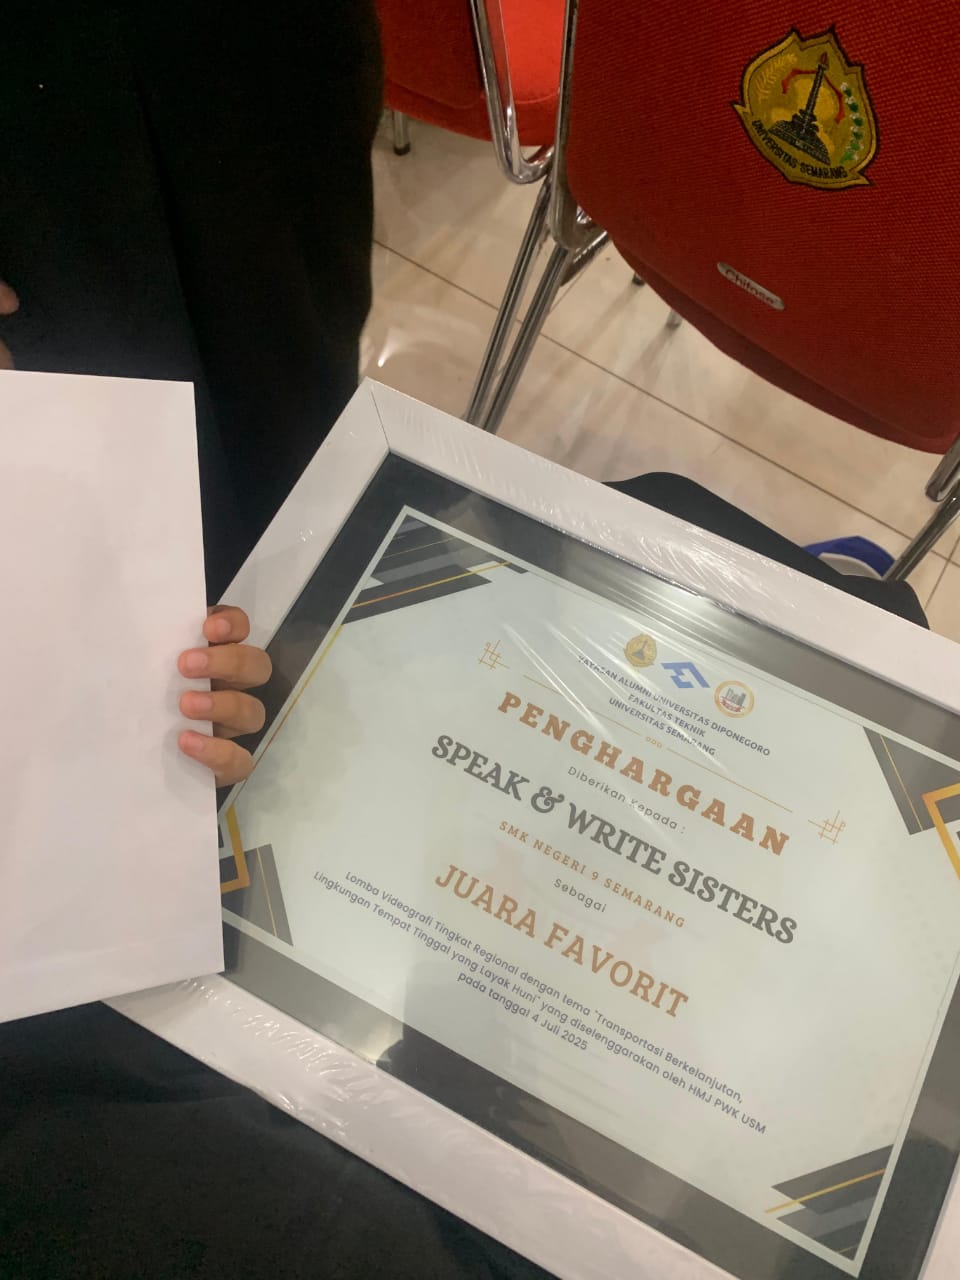 UNIVERSITAS SEMARANG
Chitose
YAYASAN ALUMNI UNIVERSITAS DIPONEGORO
FAKULTAS TEKNIK
UNIVERSITAS SEMARANG
PENGHARGAAN
Diberikan Kepada :
SPEAK & WRITE SISTERS
SMK NEGERI 9 SEMARANG
Sebagai
JUARA FAVORIT
Lomba Videografi Tingkat Regional dengan tema "Transportasi Berkelanjutan,
Lingkungan Tempat Tinggal yang Layak Huni" yang diselenggarakan oleh HMJ PWK USM
pada tanggal 4 Juli 2025